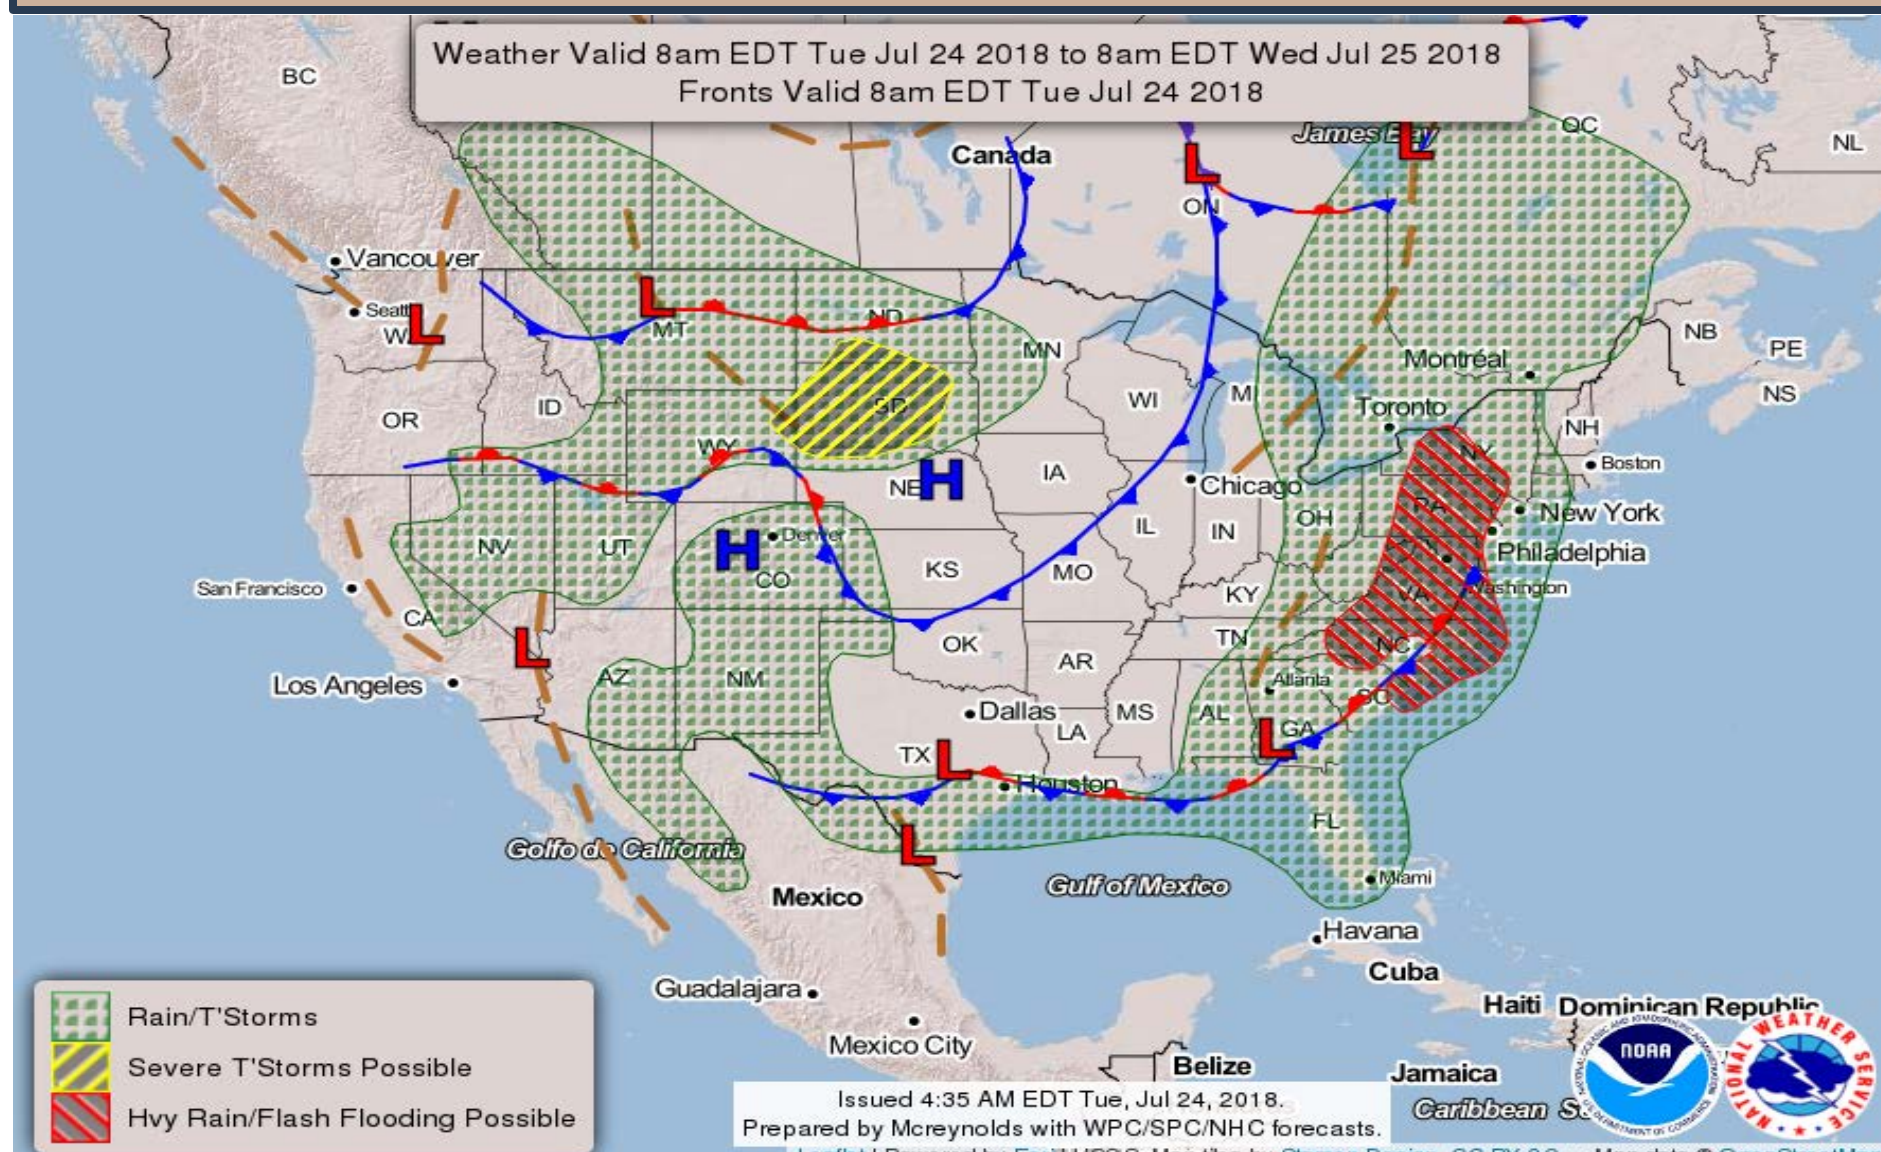 Weather Valid 8am EDT Tue Jul 24 2018 to 8am EDT Wed Jul 25 2018
Fronts Valid 8am EDT Tue Jul 24 2018
BC
Canada
James Bay
QC
NL
L
L
ON
Vancouver
Seatt
L
W
L
MT
ND
MN
Montréal
NB
PE
NS
OR
ID
WY
SD
WI
MI
Toronto
NY
NH
Boston
NE
H
IA
Chicago
NV
UT
H
Denver
CO
KS
MO
IL
IN
OH
PA
New York
Philadelphia
San Francisco
CA
KY
VA
Washington
L
Los Angeles
AZ
NM
OK
AR
TN
NC
SC
Atlanta
Dallas
LA
MS
AL
GA
L
TX
L
Houston
FL
L
Golfo de California
Mexico
Gulf of Mexico
Miami
Havana
Cuba
Guadalajara
Haiti
Dominican Republic
Mexico City
Belize
Jamaica
Caribbean S
Rain/T'Storms
Severe T'Storms Possible
Hvy Rain/Flash Flooding Possible
Issued 4:35 AM EDT Tue, Jul 24, 2018.
Prepared by Mcreynolds with WPC/SPC/NHC forecasts.
NOAA
NATIONAL WEATHER SERVICE